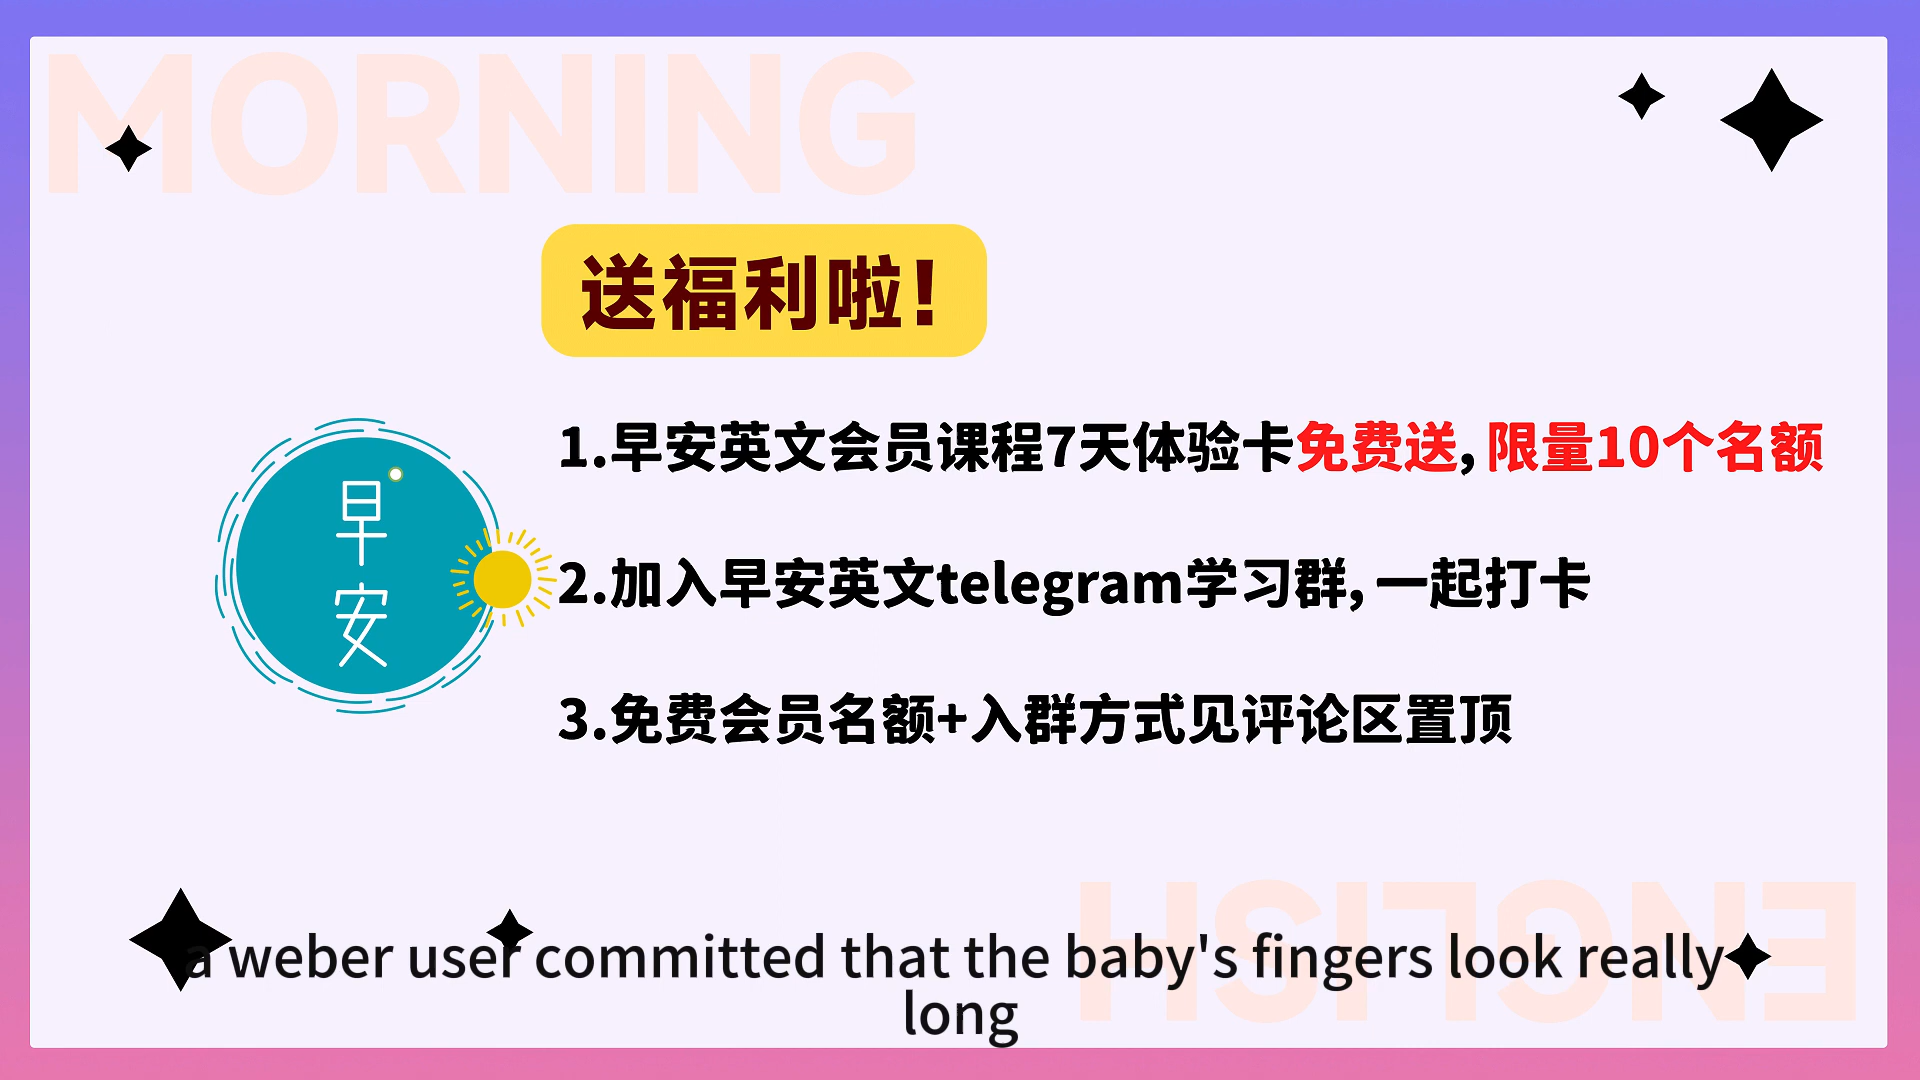 MORNING
送福利啦!
1.早安英文会员课程7天体验卡免费送,限量10个名额
早安
2.加入早安英文telegram学习群,一起打卡
3.免费会员名额+入群方式见评论区置顶
ENGLISH
a weber user committed that the baby's fingers look really
long